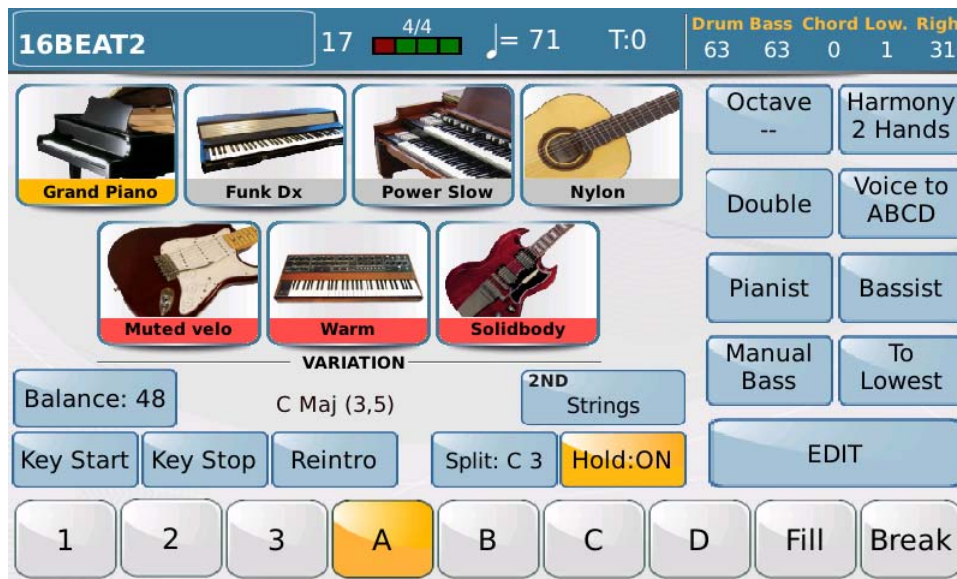 16BEAT2
17
4/4
= 71
T:0
Drum Bass Chord Low. Righ
63 63 0 1 31
Grand Piano
Funk Dx
Power Slow
Nylon
Octave
--
Harmony
2 Hands
Double
Voice to
ABCD
Muted velo
Warm
Solidbody
Pianist
Bassist
VARIATION
Manual
Bass
To
Lowest
Balance: 48
C Maj (3,5)
2ND
Strings
Key Start
Key Stop
Reintro
Split: C 3
Hold:ON
EDIT
1
2
3
A
B
C
D
Fill
Break